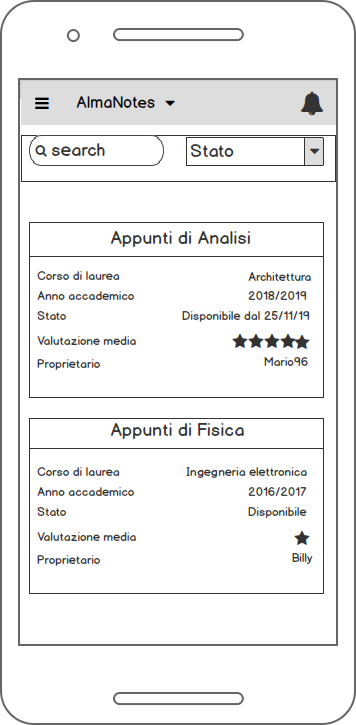 AlmaNotes
search
Stato
Appunti di Analisi
Corso di laurea Architettura
Anno accademico 2018/2019
Stato Disponibile dal 25/11/19
Valutazione media
Proprietario Mario96
Appunti di Fisica
Corso di laurea Ingegneria elettronica
Anno accademico 2016/2017
Stato Disponibile
Valutazione media
Proprietario Billy